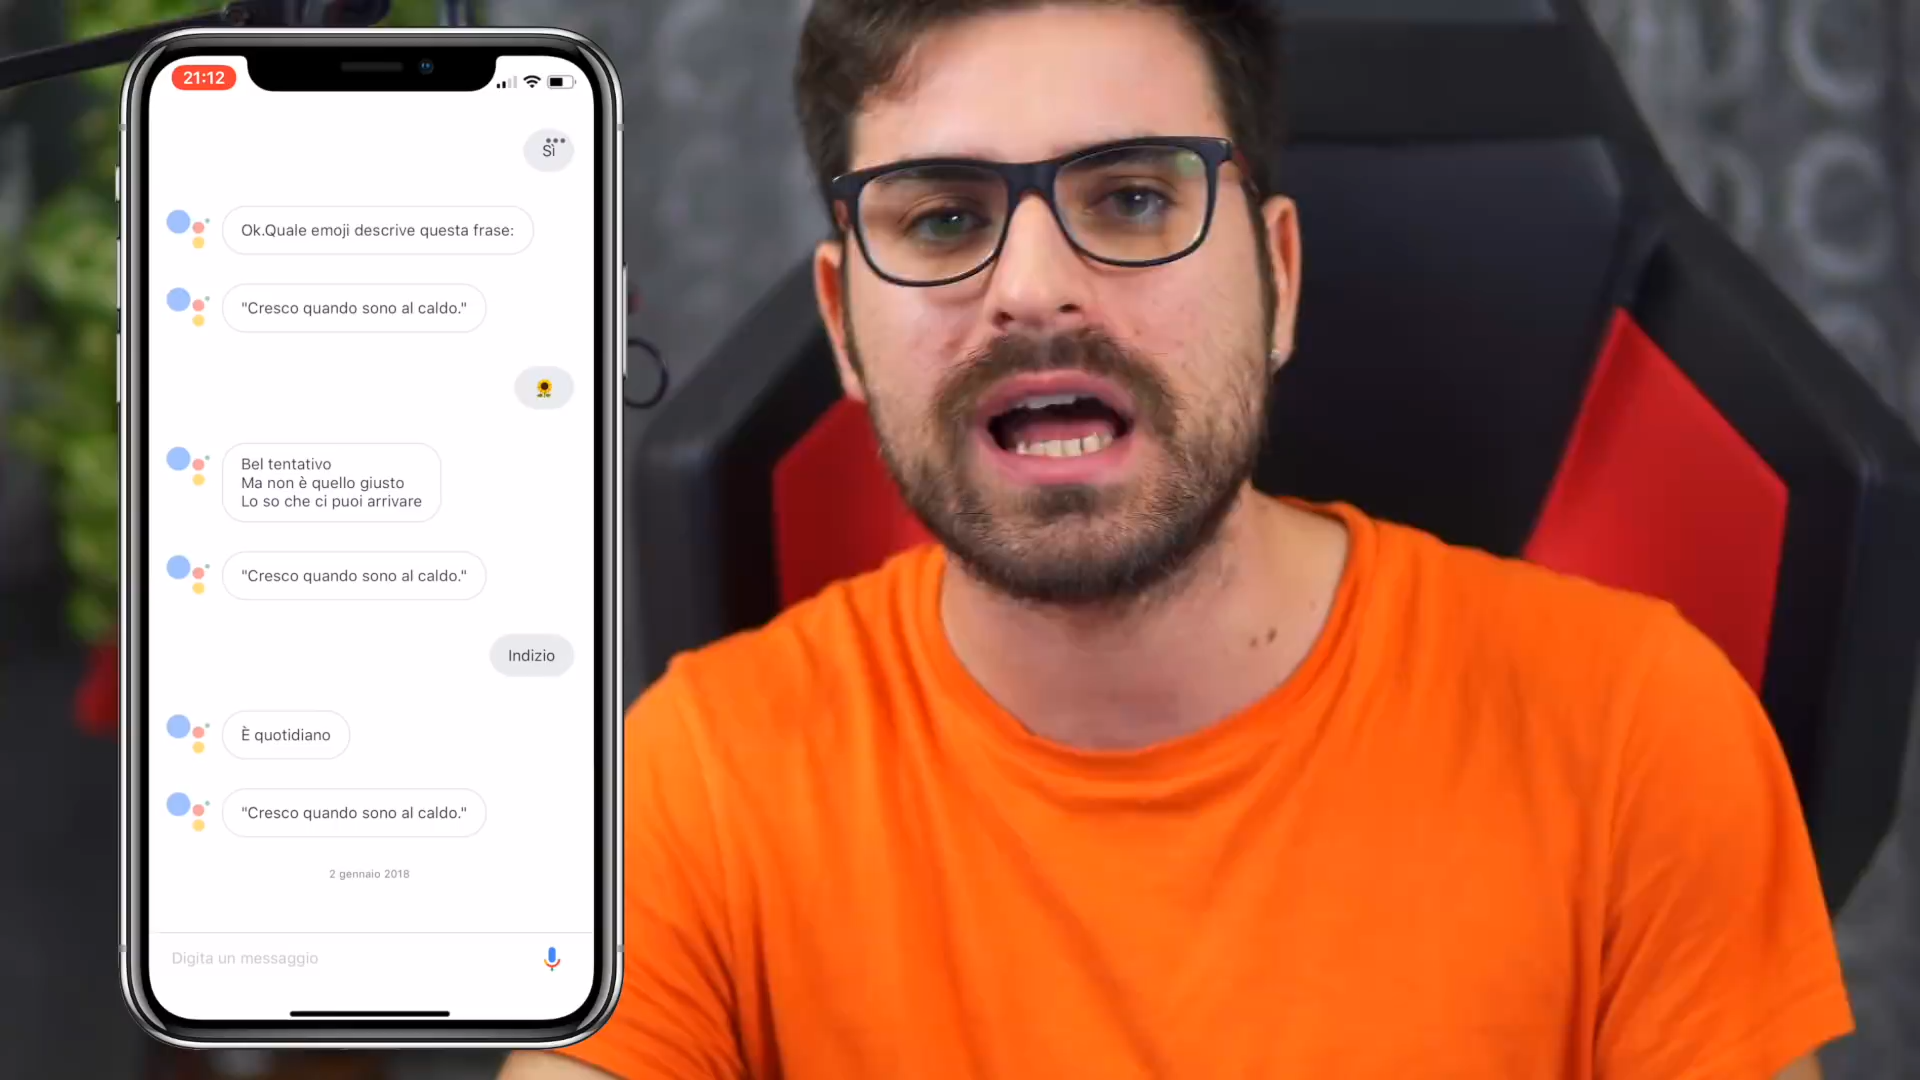 21:12
Sì
Ok.Quale emoji descrive questa frase:
"Cresco quando sono al caldo."
Bel tentativo
Ma non è quello giusto
Lo so che ci puoi arrivare
"Cresco quando sono al caldo."
Indizio
È quotidiano
"Cresco quando sono al caldo."
2 gennaio 2018
Digita un messaggio